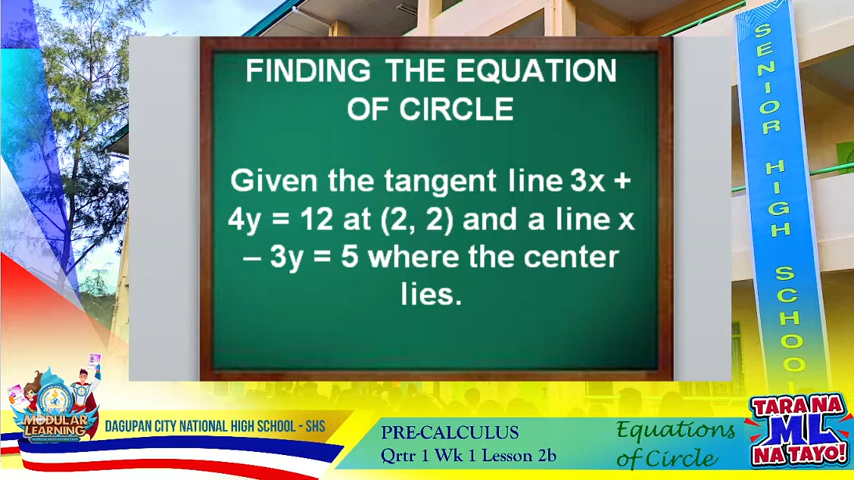 FINDING THE EQUATION
OF CIRCLE
Given the tangent line 3x +
4y = 12 at (2, 2) and a line x
– 3y = 5 where the center
lies.
SENIOR HIGH SCHOOL
MODULAR
LEARNING
DAGUPAN CITY NATIONAL HIGH SCHOOL - SHS
PRE-CALCULUS
Qrtr 1 Wk 1 Lesson 2b
Equations
of Circle
TARA NA
ML
NA TAYO!